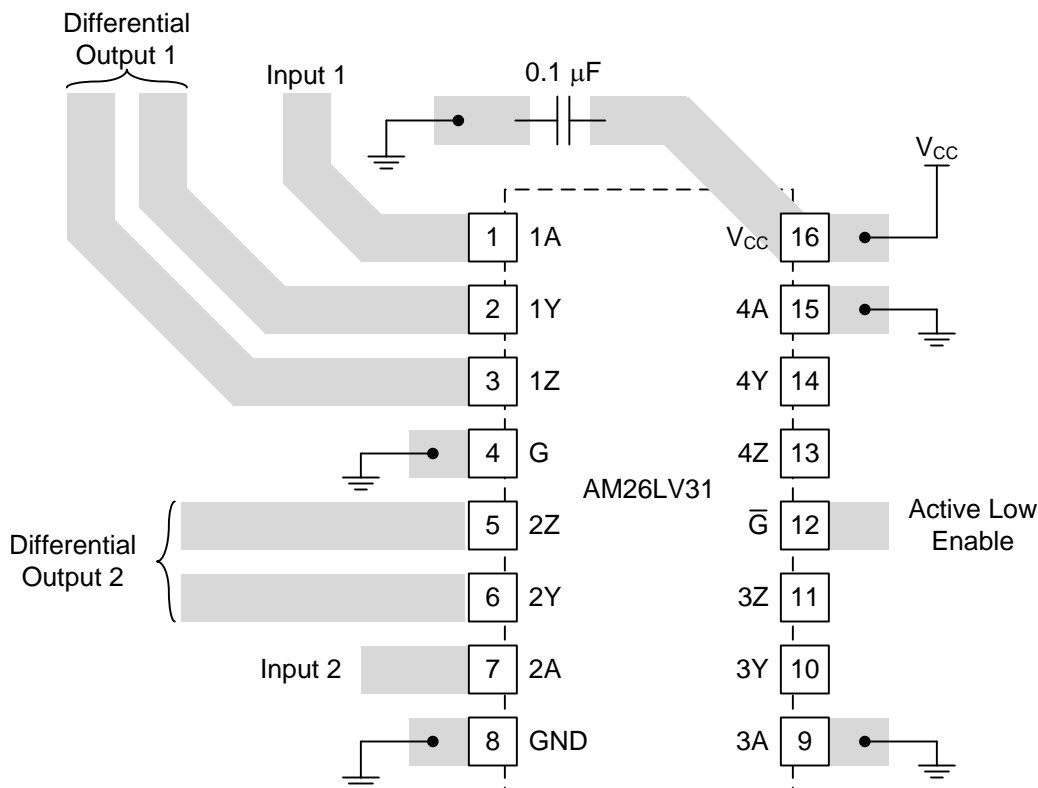 Differential
Output 1
Input 1
0.1 μF
V_CC
1 1A
V_CC 16
2 1Y
4A 15
3 1Z
4Y 14
4 G
4Z 13
AM26LV31
5 2Z
G̅ 12
Active Low
Enable
Differential
Output 2
6 2Y
3Z 11
Input 2
7 2A
3Y 10
8 GND
3A 9